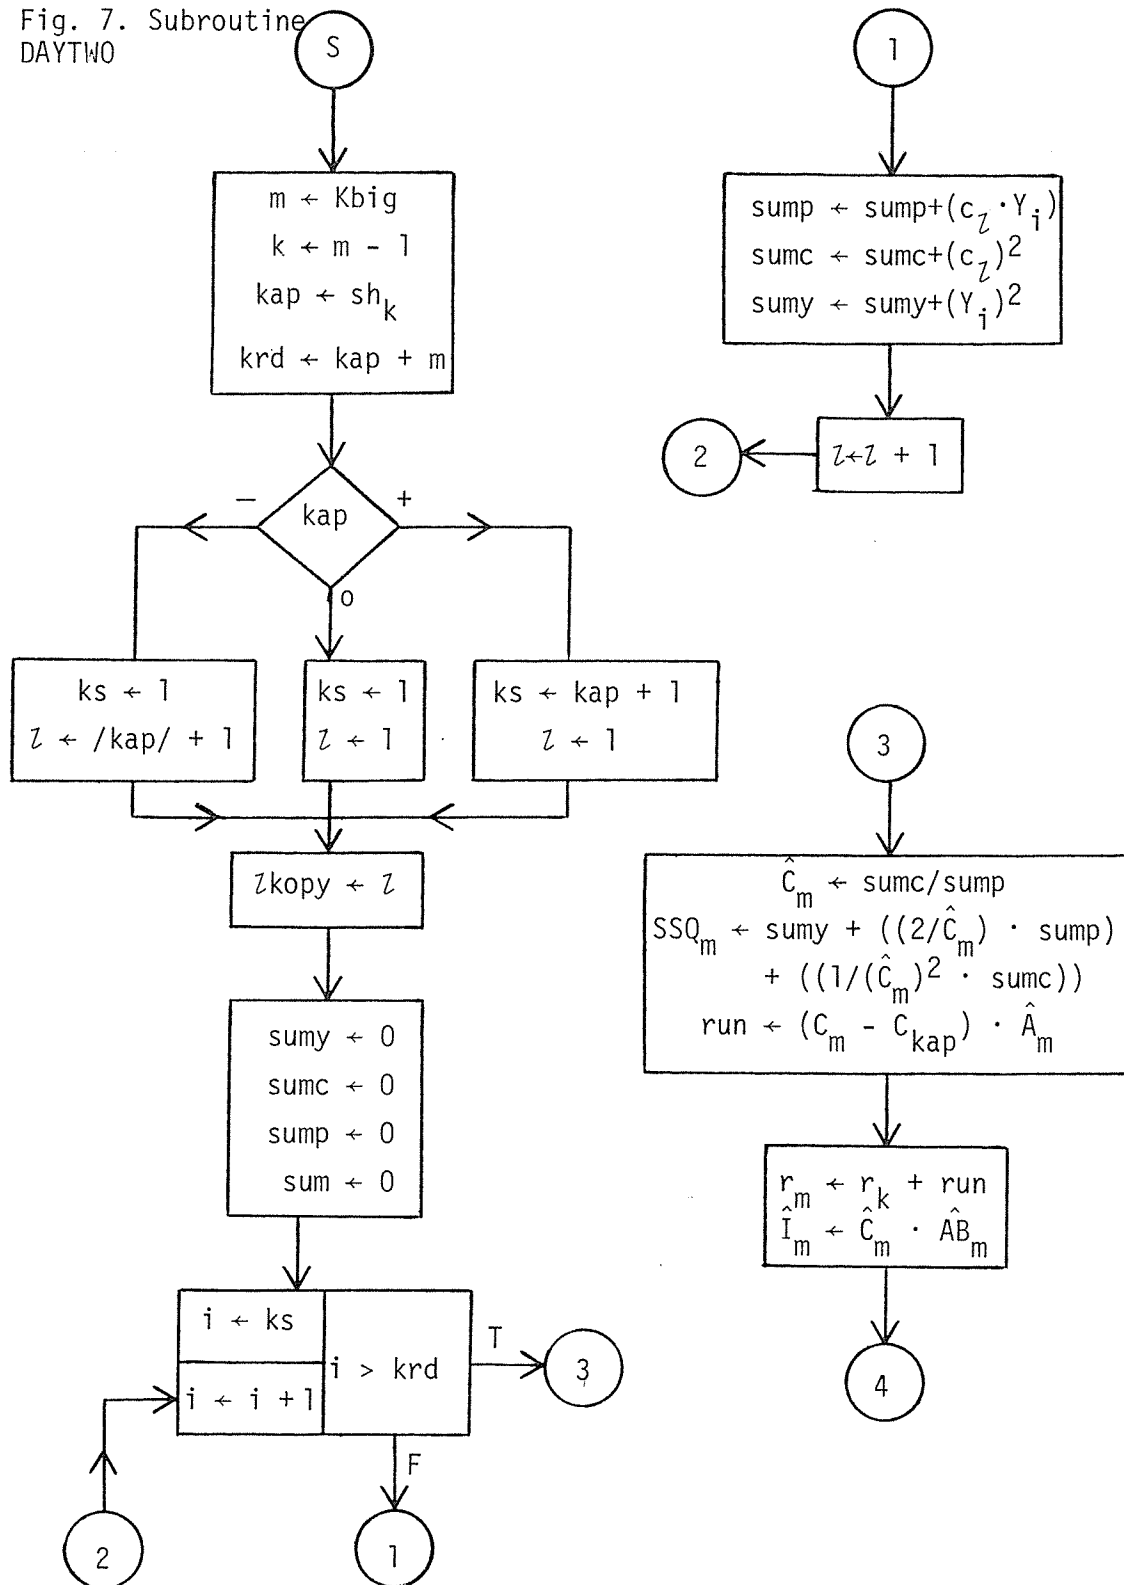 Fig. 7. Subroutine
DAYTWO
S
m ← Kbig
k ← m - 1
kap ← sh_k
krd ← kap + m
kap
−
+
o
ks ← 1
l ← /kap/ + 1
ks ← 1
l ← 1
ks ← kap + 1
l ← 1
lkopy ← l
sumy ← 0
sumc ← 0
sump ← 0
sum ← 0
i ← ks
i ← i +1
i > krd
T
3
F
2
1
1
sump ← sump+(c_l ·Y_i)
sumc ← sumc+(c_l)²
sumy ← sumy+(Y_i)²
l←l + 1
2
3
Ĉ_m ← sumc/sump
SSQ_m ← sumy + ((2/Ĉ_m) · sump)
+ ((1/(Ĉ_m)² · sumc))
run ← (C_m - C_kap) · Â_m
r_m ← r_k + run
Î_m ← Ĉ_m · ÂB_m
4